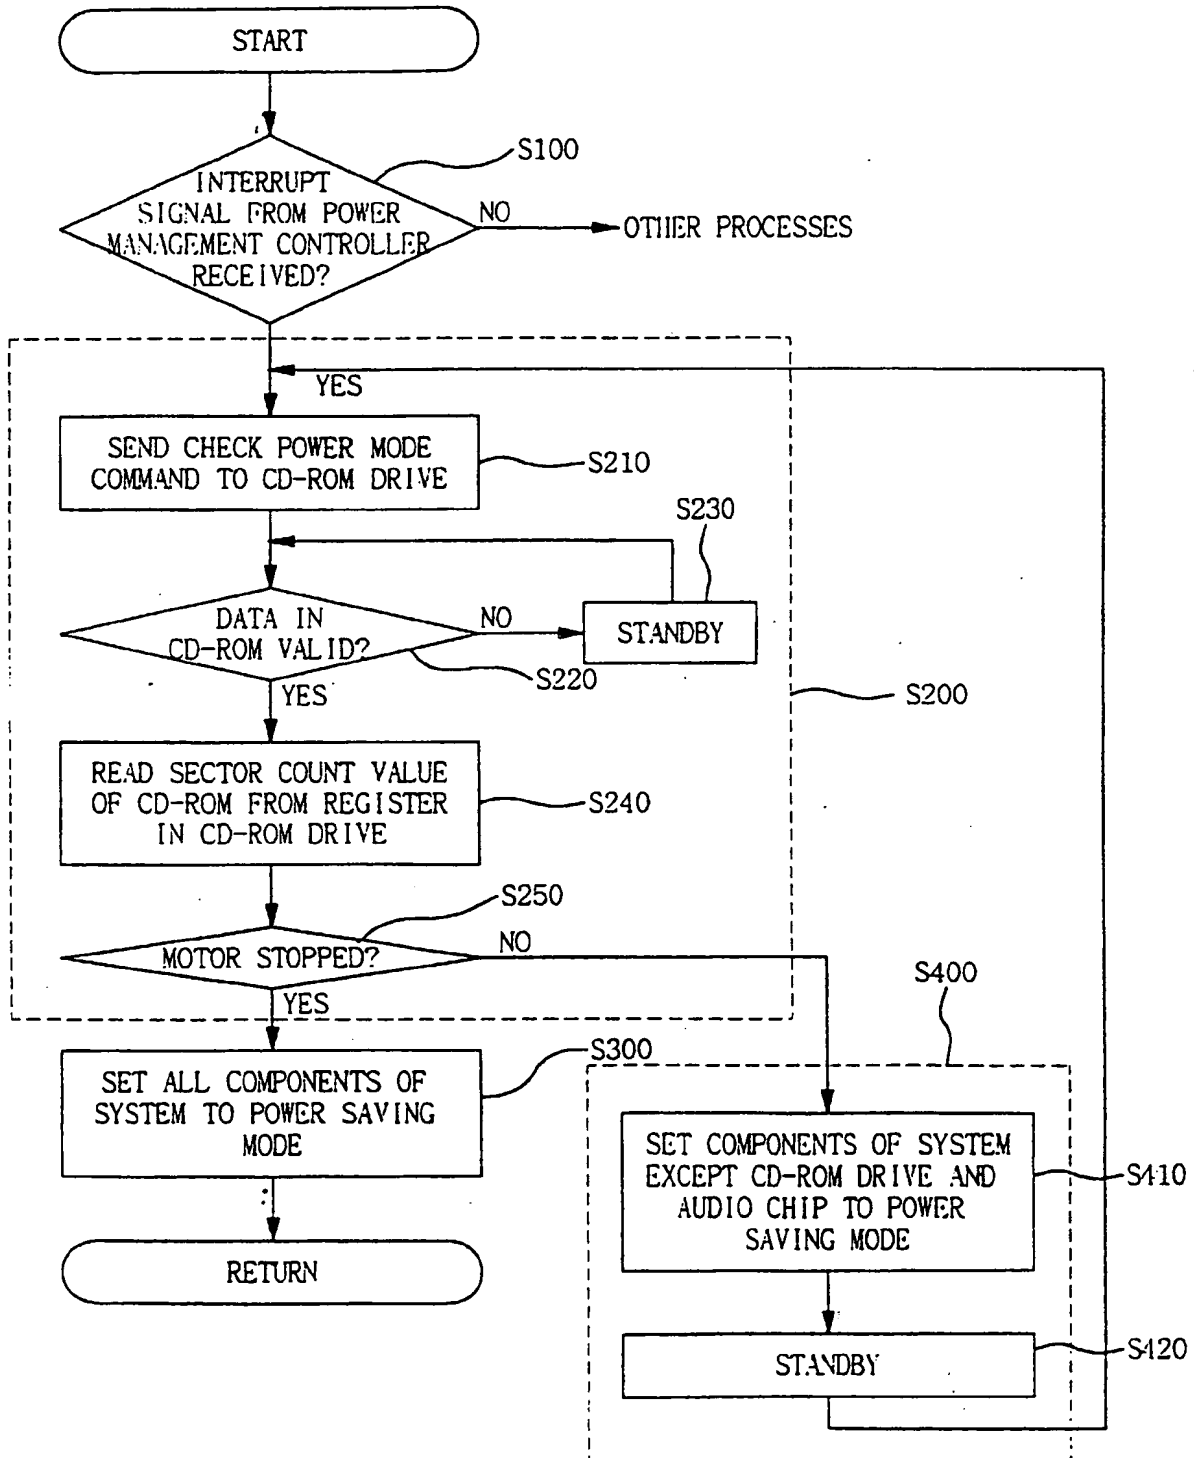 START
S100
INTERRUPT
SIGNAL FROM POWER
MANAGEMENT CONTROLLER
RECEIVED?
NO
OTHER PROCESSES
YES
SEND CHECK POWER MODE
COMMAND TO CD-ROM DRIVE
S210
S230
DATA IN
CD-ROM VALID?
NO
STANDBY
S220
YES
S200
READ SECTOR COUNT VALUE
OF CD-ROM FROM REGISTER
IN CD-ROM DRIVE
S240
S250
MOTOR STOPPED?
NO
YES
S400
S300
SET ALL COMPONENTS OF
SYSTEM TO POWER SAVING
MODE
SET COMPONENTS OF SYSTEM
EXCEPT CD-ROM DRIVE AND
AUDIO CHIP TO POWER
SAVING MODE
S410
RETURN
STANDBY
S420